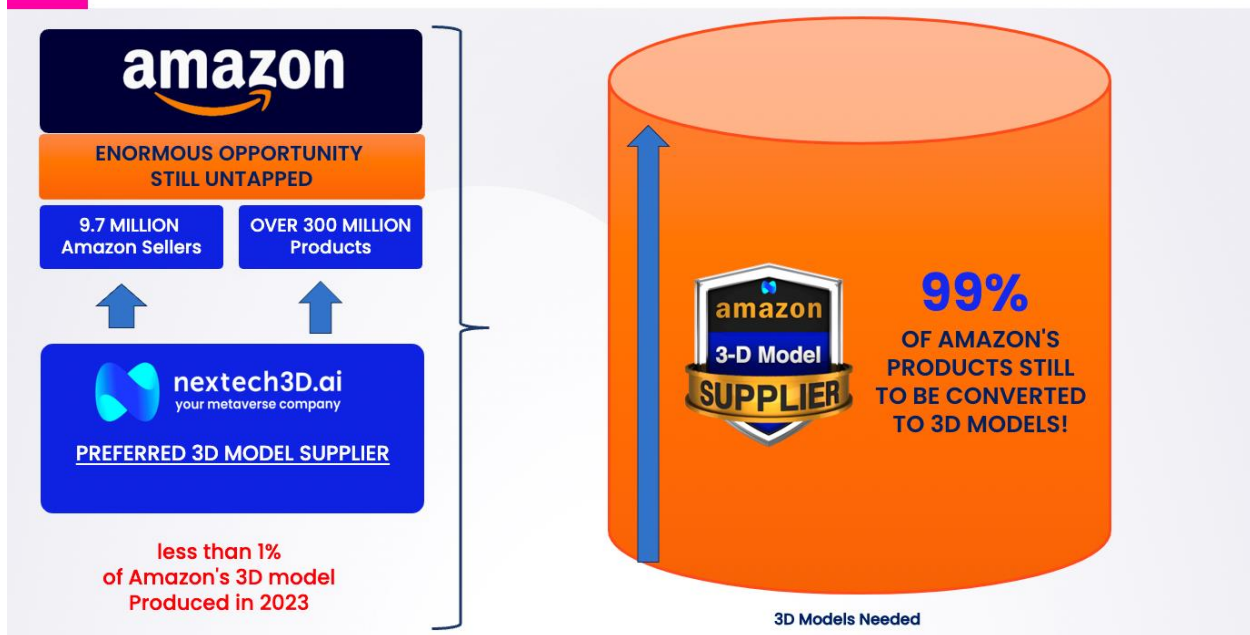 amazon
ENORMOUS OPPORTUNITY
STILL UNTAPPED
9.7 MILLION
Amazon Sellers
OVER 300 MILLION
Products
nextech3D.ai
your metaverse company
PREFERRED 3D MODEL SUPPLIER
less than 1%
of Amazon's 3D model
Produced in 2023
amazon
3-D Model
SUPPLIER
99%
OF AMAZON'S
PRODUCTS STILL
TO BE CONVERTED
TO 3D MODELS!
3D Models Needed